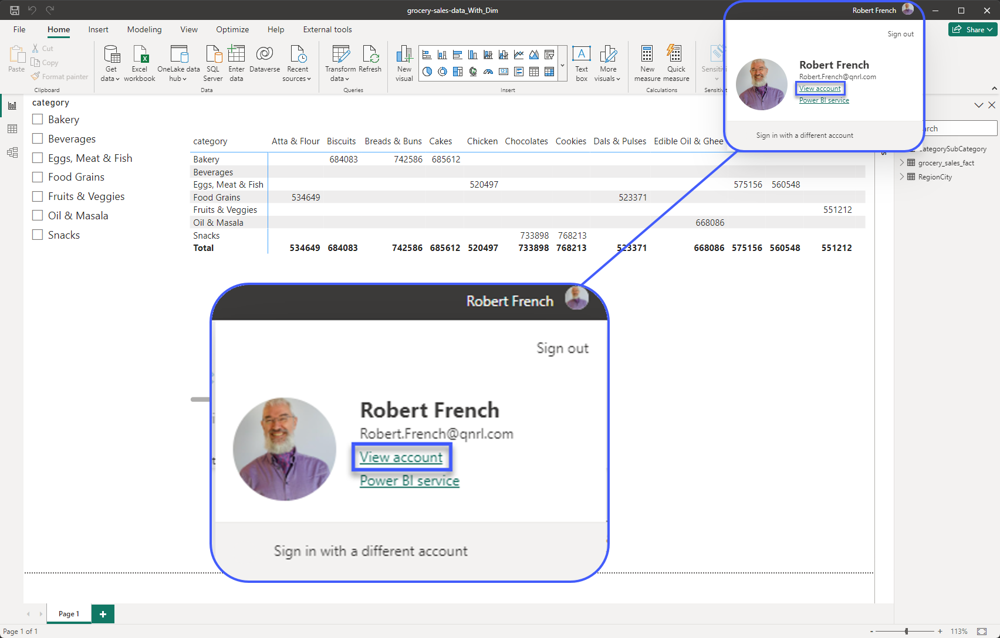 grocery-sales-data_With_Dim
Robert French
File Home Insert Modeling View Optimize Help External tools
Share
Paste
Cut
Copy
Format painter
Clipboard
Get data
Excel workbook
OneLake data hub
SQL Server
Enter data
Dataverse
Recent sources
Data
Transform data
Refresh
Queries
New visual
Text box
More visuals
Insert
New measure
Quick measure
Calculations
Sensitivi
Sensitivi
Sign out
Robert French
Robert.French@qnrl.com
View account
Power BI service
Sign in with a different account
category
Bakery
Beverages
Eggs, Meat & Fish
Food Grains
Fruits & Veggies
Oil & Masala
Snacks
category Atta & Flour Biscuits Breads & Buns Cakes Chicken Chocolates Cookies Dals & Pulses Edible Oil & Ghee
Bakery 684083 742586 685612
Beverages
Eggs, Meat & Fish 520497 575156 560548
Food Grains 534649 523371
Fruits & Veggies 551212
Oil & Masala 668086
Snacks 733898 768213
Total 534649 684083 742586 685612 520497 733898 768213 523371 668086 575156 560548 551212
arch
ategorySubCategory
grocery_sales_fact
RegionCity
Robert French
Sign out
Robert French
Robert.French@qnrl.com
View account
Power BI service
Sign in with a different account
Page 1
Page 1 of 1
- + 113%